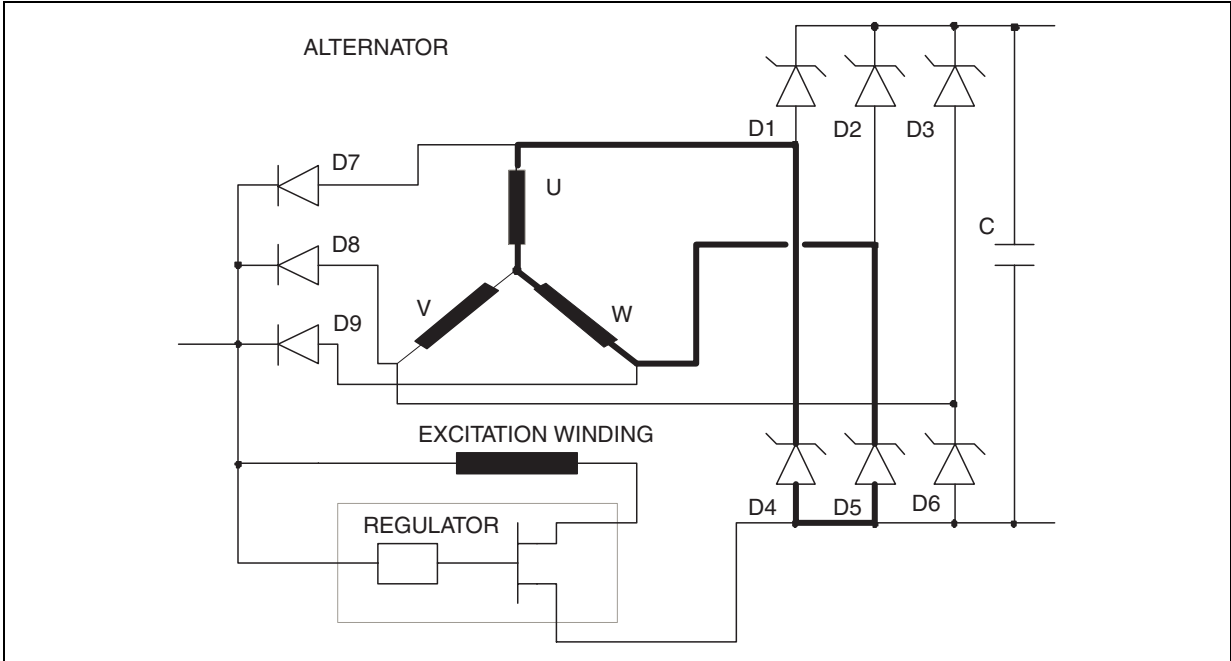 ALTERNATOR
D1
D2
D3
D7
U
D8
C
V
W
D9
EXCITATION WINDING
D4
D5
D6
REGULATOR